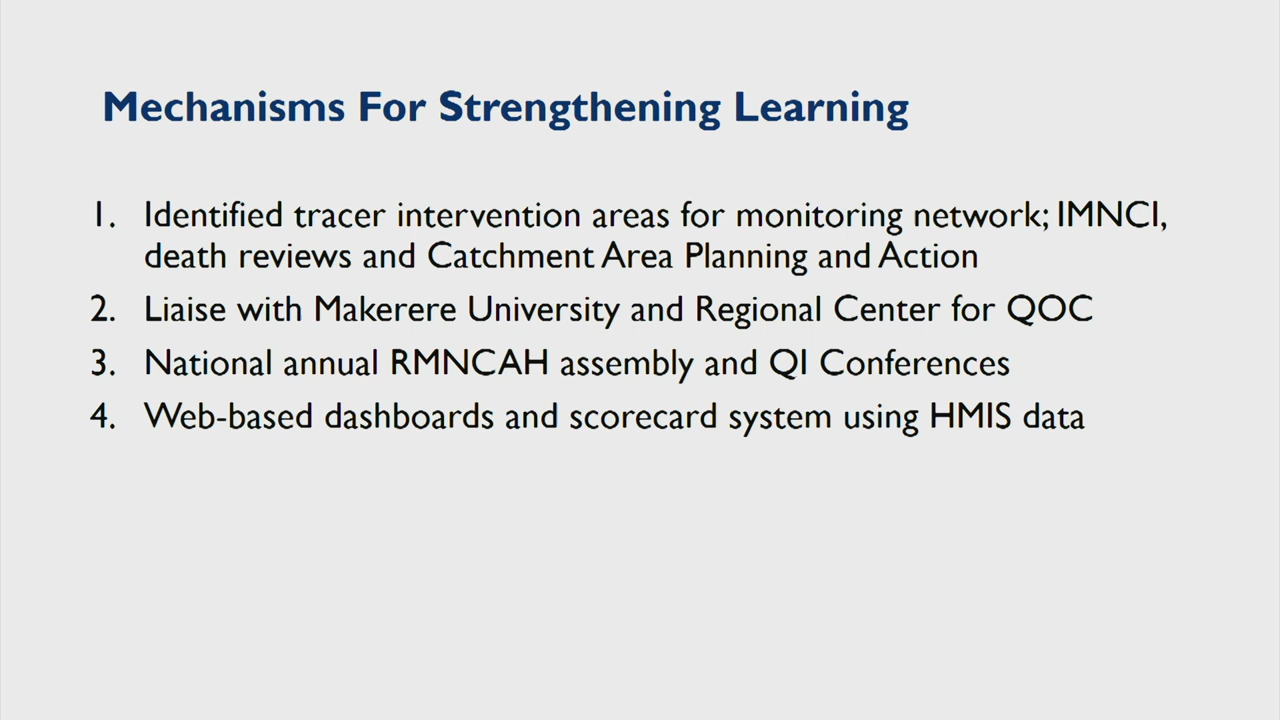 Mechanisms For Strengthening Learning
1. Identified tracer intervention areas for monitoring network; IMNCI,
death reviews and Catchment Area Planning and Action
2. Liaise with Makerere University and Regional Center for QOC
3. National annual RMNCAH assembly and QI Conferences
4. Web-based dashboards and scorecard system using HMIS data